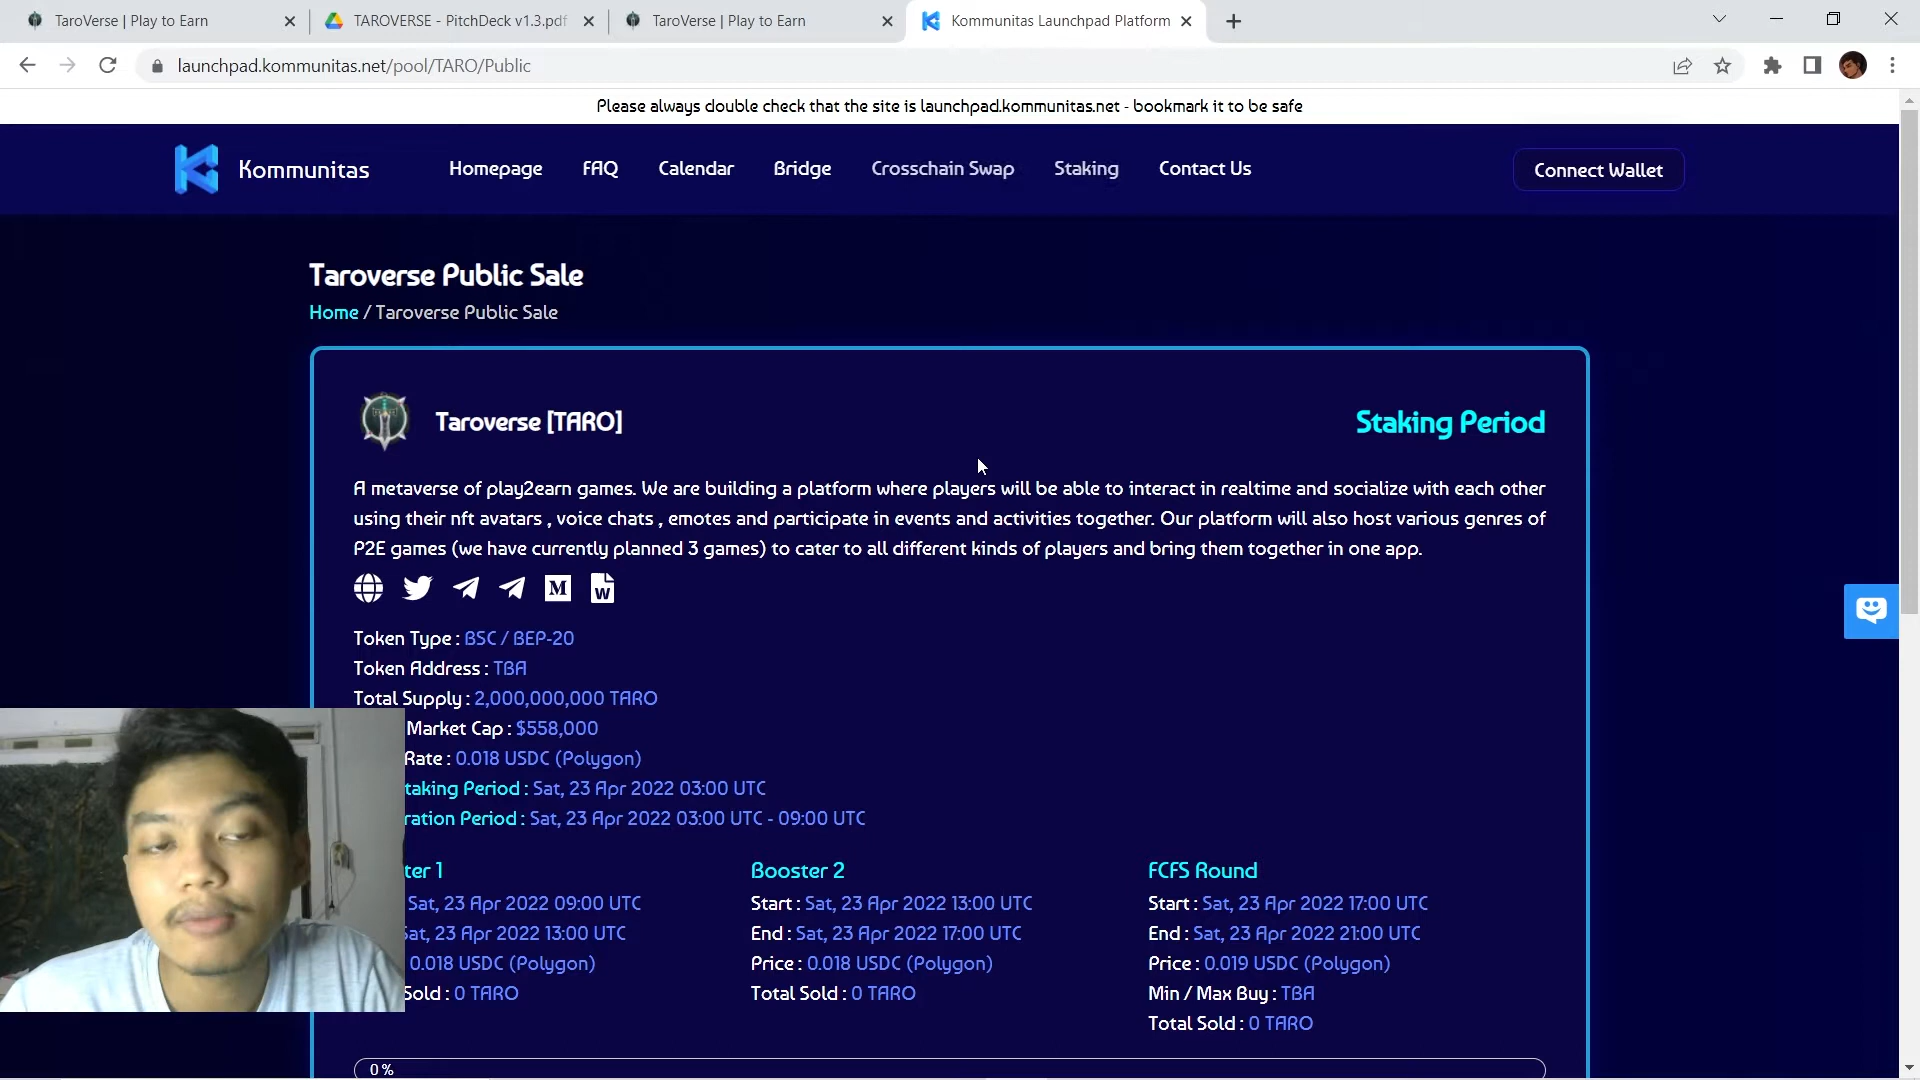 TaroVerse | Play to Earn
TAROVERSE - PitchDeck v1.3.pdf
TaroVerse | Play to Earn
Kommunitas Launchpad Platform
launchpad.kommunitas.net/pool/TARO/Public
Please always double check that the site is launchpad.kommunitas.net - bookmark it to be safe
Kommunitas
Homepage
FAQ
Calendar
Bridge
Crosschain Swap
Staking
Contact Us
Connect Wallet
Taroverse Public Sale
Home / Taroverse Public Sale
Taroverse [TARO]
Staking Period
A metaverse of play2earn games. We are building a platform where players will be able to interact in realtime and socialize with each other
using their nft avatars , voice chats , emotes and participate in events and activities together. Our platform will also host various genres of
P2E games (we have currently planned 3 games) to cater to all different kinds of players and bring them together in one app.
M
W
Token Type : BSC / BEP-20
Token Address : TBA
Total Supply : 2,000,000,000 TARO
Market Cap : $558,000
Rate : 0.018 USDC (Polygon)
taking Period : Sat, 23 Apr 2022 03:00 UTC
ration Period : Sat, 23 Apr 2022 03:00 UTC - 09:00 UTC
ter 1
Sat, 23 Apr 2022 09:00 UTC
Sat, 23 Apr 2022 13:00 UTC
0.018 USDC (Polygon)
Sold : 0 TARO
Booster 2
Start : Sat, 23 Apr 2022 13:00 UTC
End : Sat, 23 Apr 2022 17:00 UTC
Price : 0.018 USDC (Polygon)
Total Sold : 0 TARO
FCFS Round
Start : Sat, 23 Apr 2022 17:00 UTC
End : Sat, 23 Apr 2022 21:00 UTC
Price : 0.019 USDC (Polygon)
Min / Max Buy : TBA
Total Sold : 0 TARO
0 %